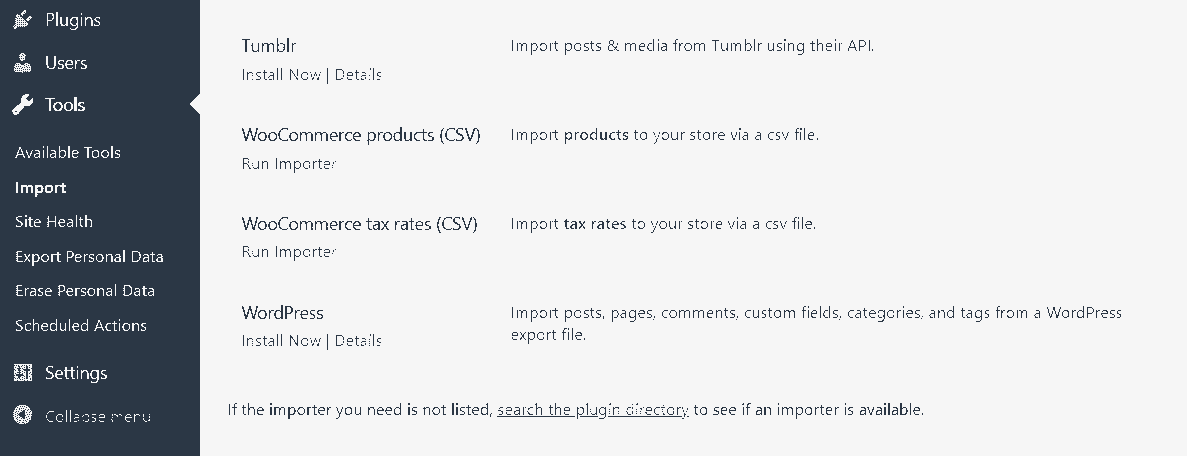 Plugins
Users
Tools
Available Tools
Import
Site Health
Export Personal Data
Erase Personal Data
Scheduled Actions
Settings
Collapse menu
Tumblr
Import posts & media from Tumblr using their API.
Install Now | Details
WooCommerce products (CSV)
Import products to your store via a csv file.
Run Importer
WooCommerce tax rates (CSV)
Import tax rates to your store via a csv file.
Run Importer
WordPress
Import posts, pages, comments, custom fields, categories, and tags from a WordPress
export file.
Install Now | Details
If the importer you need is not listed, search the plugin directory to see if an importer is available.